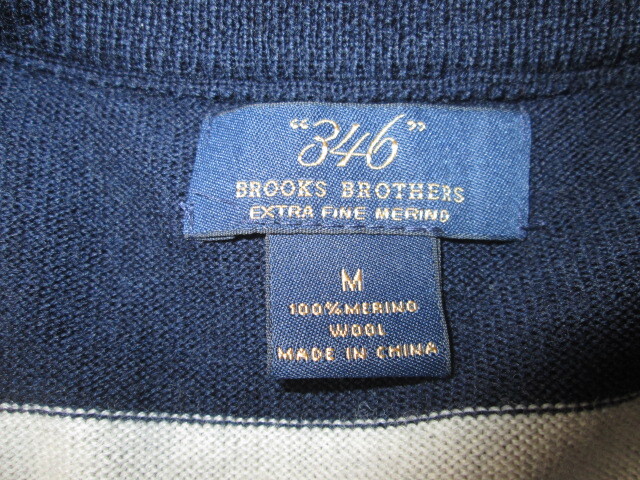 "346"
BROOKS BROTHERS
EXTRA FINE MERINO
M
100% MERINO
WOOL
MADE IN CHINA